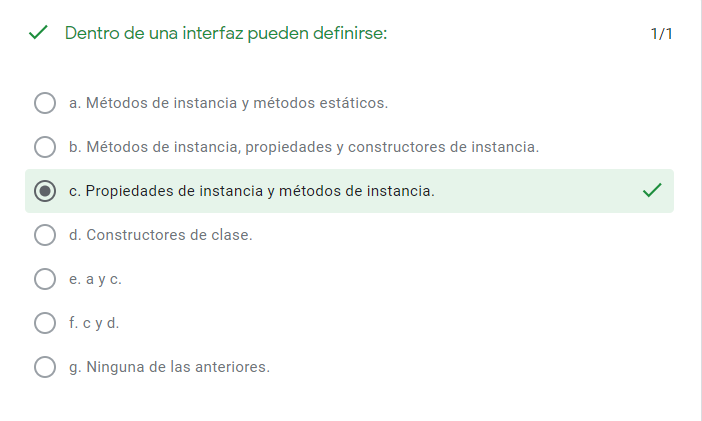 Dentro de una interfaz pueden definirse:
1/1
a. Métodos de instancia y métodos estáticos.
b. Métodos de instancia, propiedades y constructores de instancia.
c. Propiedades de instancia y métodos de instancia.
d. Constructores de clase.
e. a y c.
f. c y d.
g. Ninguna de las anteriores.